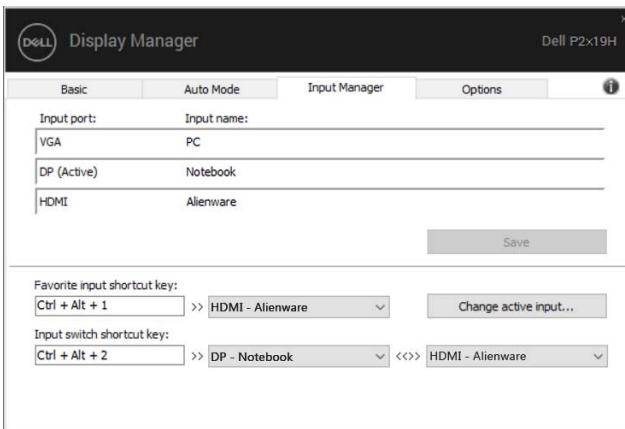 DELL Display Manager Dell P2x19H
Basic Auto Mode Input Manager Options
Input port: Input name:
VGA PC
DP (Active) Notebook
HDMI Alienware
Save
Favorite input shortcut key:
Ctrl + Alt + 1 >> HDMI - Alienware Change active input...
Input switch shortcut key:
Ctrl + Alt + 2 >> DP - Notebook <<>> HDMI - Alienware